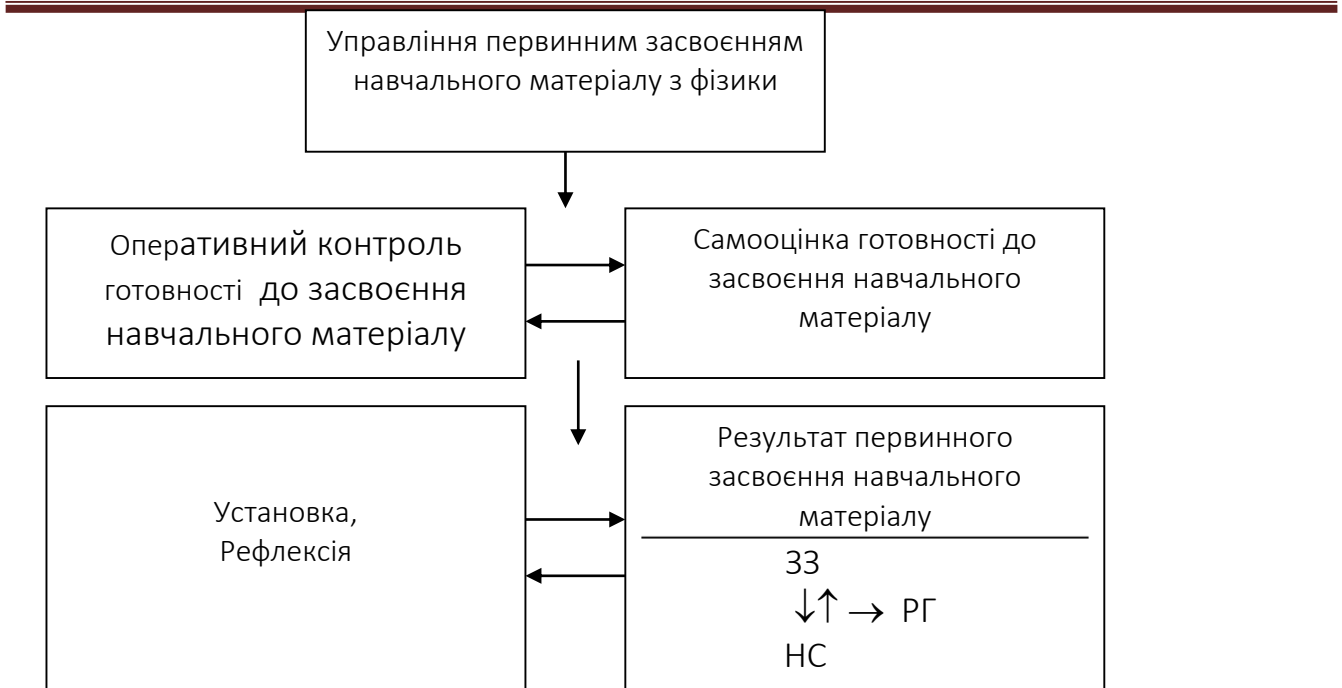 Управління первинним засвоєнням
навчального матеріалу з фізики
Оперативний контроль
готовності до засвоєння
навчального матеріалу
Самооцінка готовності до
засвоєння навчального
матеріалу
Установка,
Рефлексія
Результат первинного
засвоєння навчального
матеріалу
ЗЗ
↓↑ → РГ
НС